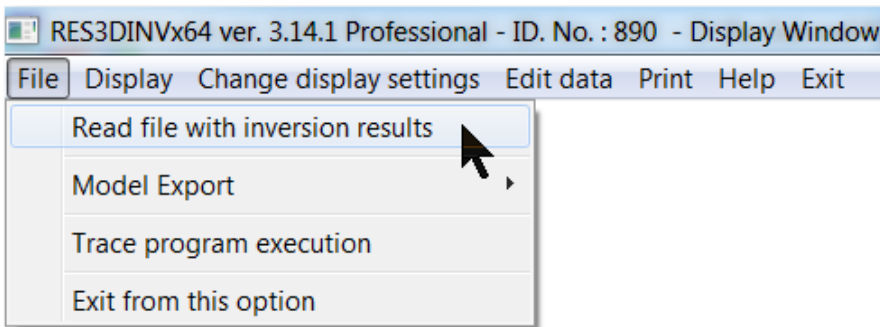 RES3DINVx64 ver. 3.14.1 Professional - ID. No. : 890 - Display Window
File Display Change display settings Edit data Print Help Exit
Read file with inversion results
Model Export
Trace program execution
Exit from this option